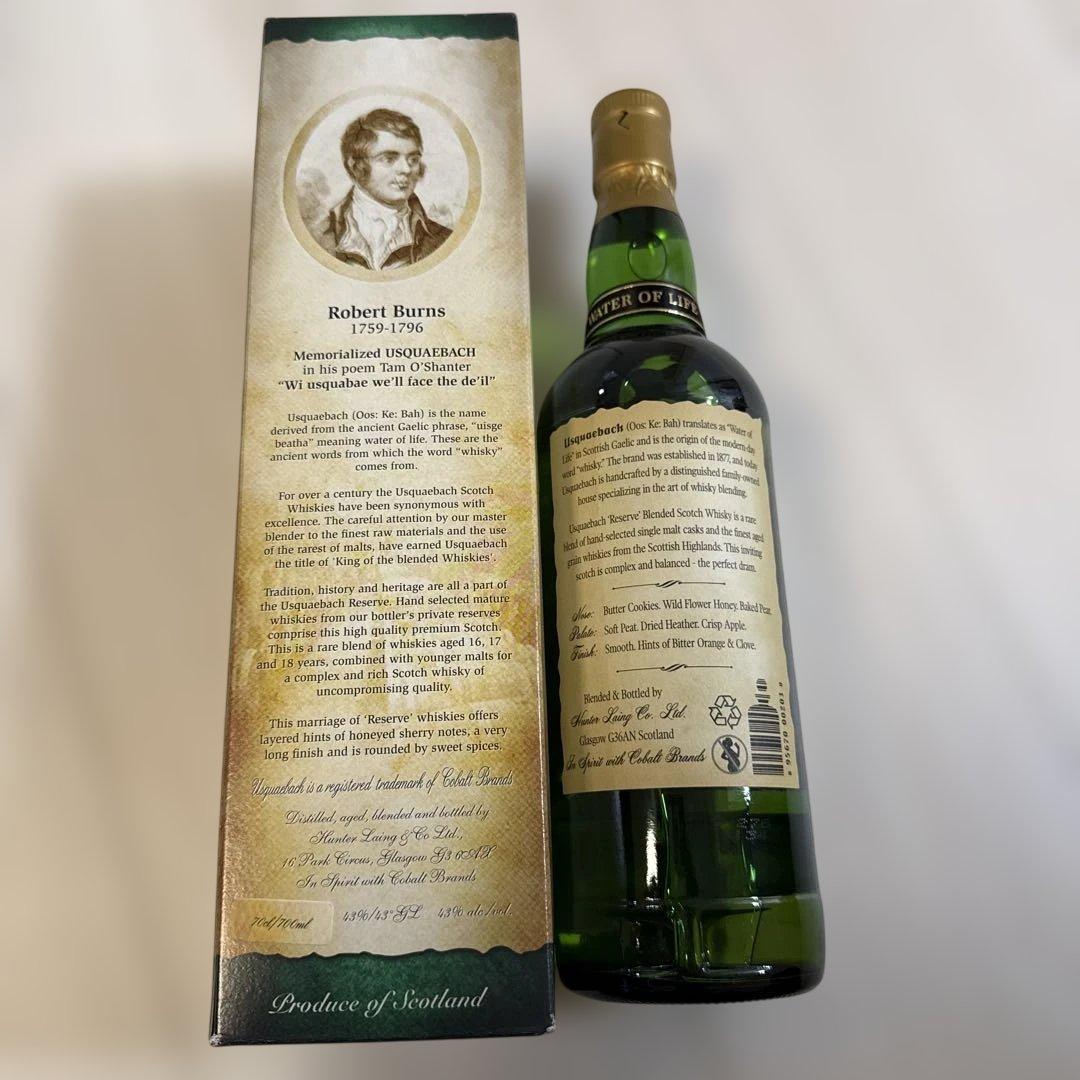 Robert Burns
1759-1796
Memorialized USQUAEBACH
in his poem Tam O'Shanter
"Wi usquabae we'll face the de'il"
Usquaebach (Oos: Ke: Bah) is the name
derived from the ancient Gaelic phrase, "uisge
beatha" meaning water of life. These are the
ancient words from which the word "whisky"
comes from.
For over a century the Usquaebach Scotch
Whiskies have been synonymous with
excellence. The careful attention by our master
blender to the finest raw materials and the use
of the rarest of malts, have earned Usquaebach
the title of 'King of the blended Whiskies'.
Tradition, history and heritage are all a part of
the Usquaebach Reserve. Hand selected mature
whiskies from our bottler's private reserves
comprise this high quality premium Scotch.
This is a rare blend of whiskies aged 16, 17
and 18 years, combined with younger malts for
a complex and rich Scotch whisky of
uncompromising quality.
This marriage of 'Reserve' whiskies offers
layered hints of honeyed sherry notes, a very
long finish and is rounded by sweet spices.
Usquaebach is a registered trademark of Cobalt Brands
Distilled, aged, blended and bottled by
Hunter Laing & Co Ltd.,
16 Park Circus, Glasgow G3 6AX
In Spirit with Cobalt Brands
70cl/700ml 43%/43° GL 43% alc/vol.
Produce of Scotland
WATER OF LIFE
Usquaebach (Oos: Ke: Bah) translates as "Water of
Life" in Scottish Gaelic and is the origin of the modern-day
word "whisky." The brand was established in 1877, and today
Usquaebach is handcrafted by a distinguished family-owned
house specializing in the art of whisky blending.
Usquaebach 'Reserve' Blended Scotch Whisky is a rare
blend of hand-selected single malt casks and the finest aged
grain whiskies from the Scottish Highlands. This inviting
scotch is complex and balanced - the perfect dram.
Nose: Butter Cookies. Wild Flower Honey. Baked Pear.
Palate: Soft Peat. Dried Heather. Crisp Apple.
Finish: Smooth. Hints of Bitter Orange & Clove.
Blended & Bottled by
Hunter Laing Co. Ltd.
Glasgow G36AN Scotland
In Spirit with Cobalt Brands